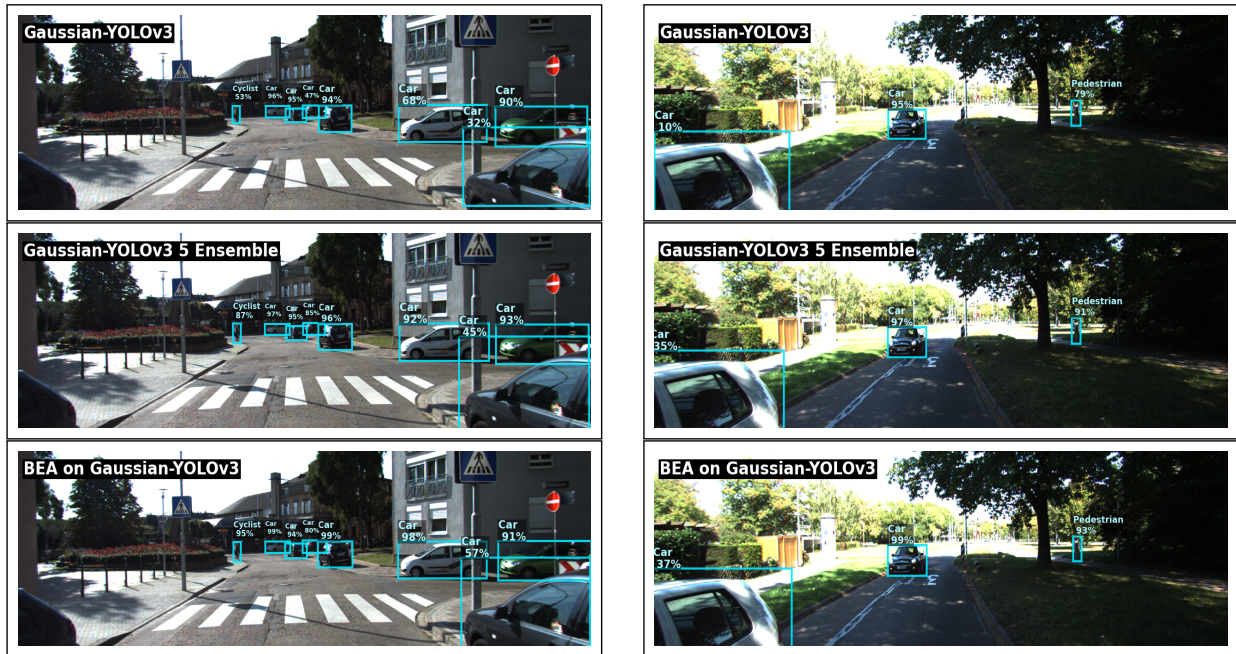 Gaussian-YOLOv3
Cyclist
53%
Car
96%
Car
95%
Car
47%
Car
94%
Car
68%
Car
32%
Car
90%
Gaussian-YOLOv3
Car
10%
Car
95%
Pedestrian
79%
Gaussian-YOLOv3 5 Ensemble
Cyclist
87%
Car
97%
Car
95%
Car
85%
Car
96%
Car
92%
Car
45%
Car
93%
Gaussian-YOLOv3 5 Ensemble
Car
35%
Car
97%
Pedestrian
91%
BEA on Gaussian-YOLOv3
Cyclist
95%
Car
99%
Car
94%
Car
80%
Car
99%
Car
98%
Car
57%
Car
91%
BEA on Gaussian-YOLOv3
Car
37%
Car
99%
Pedestrian
93%